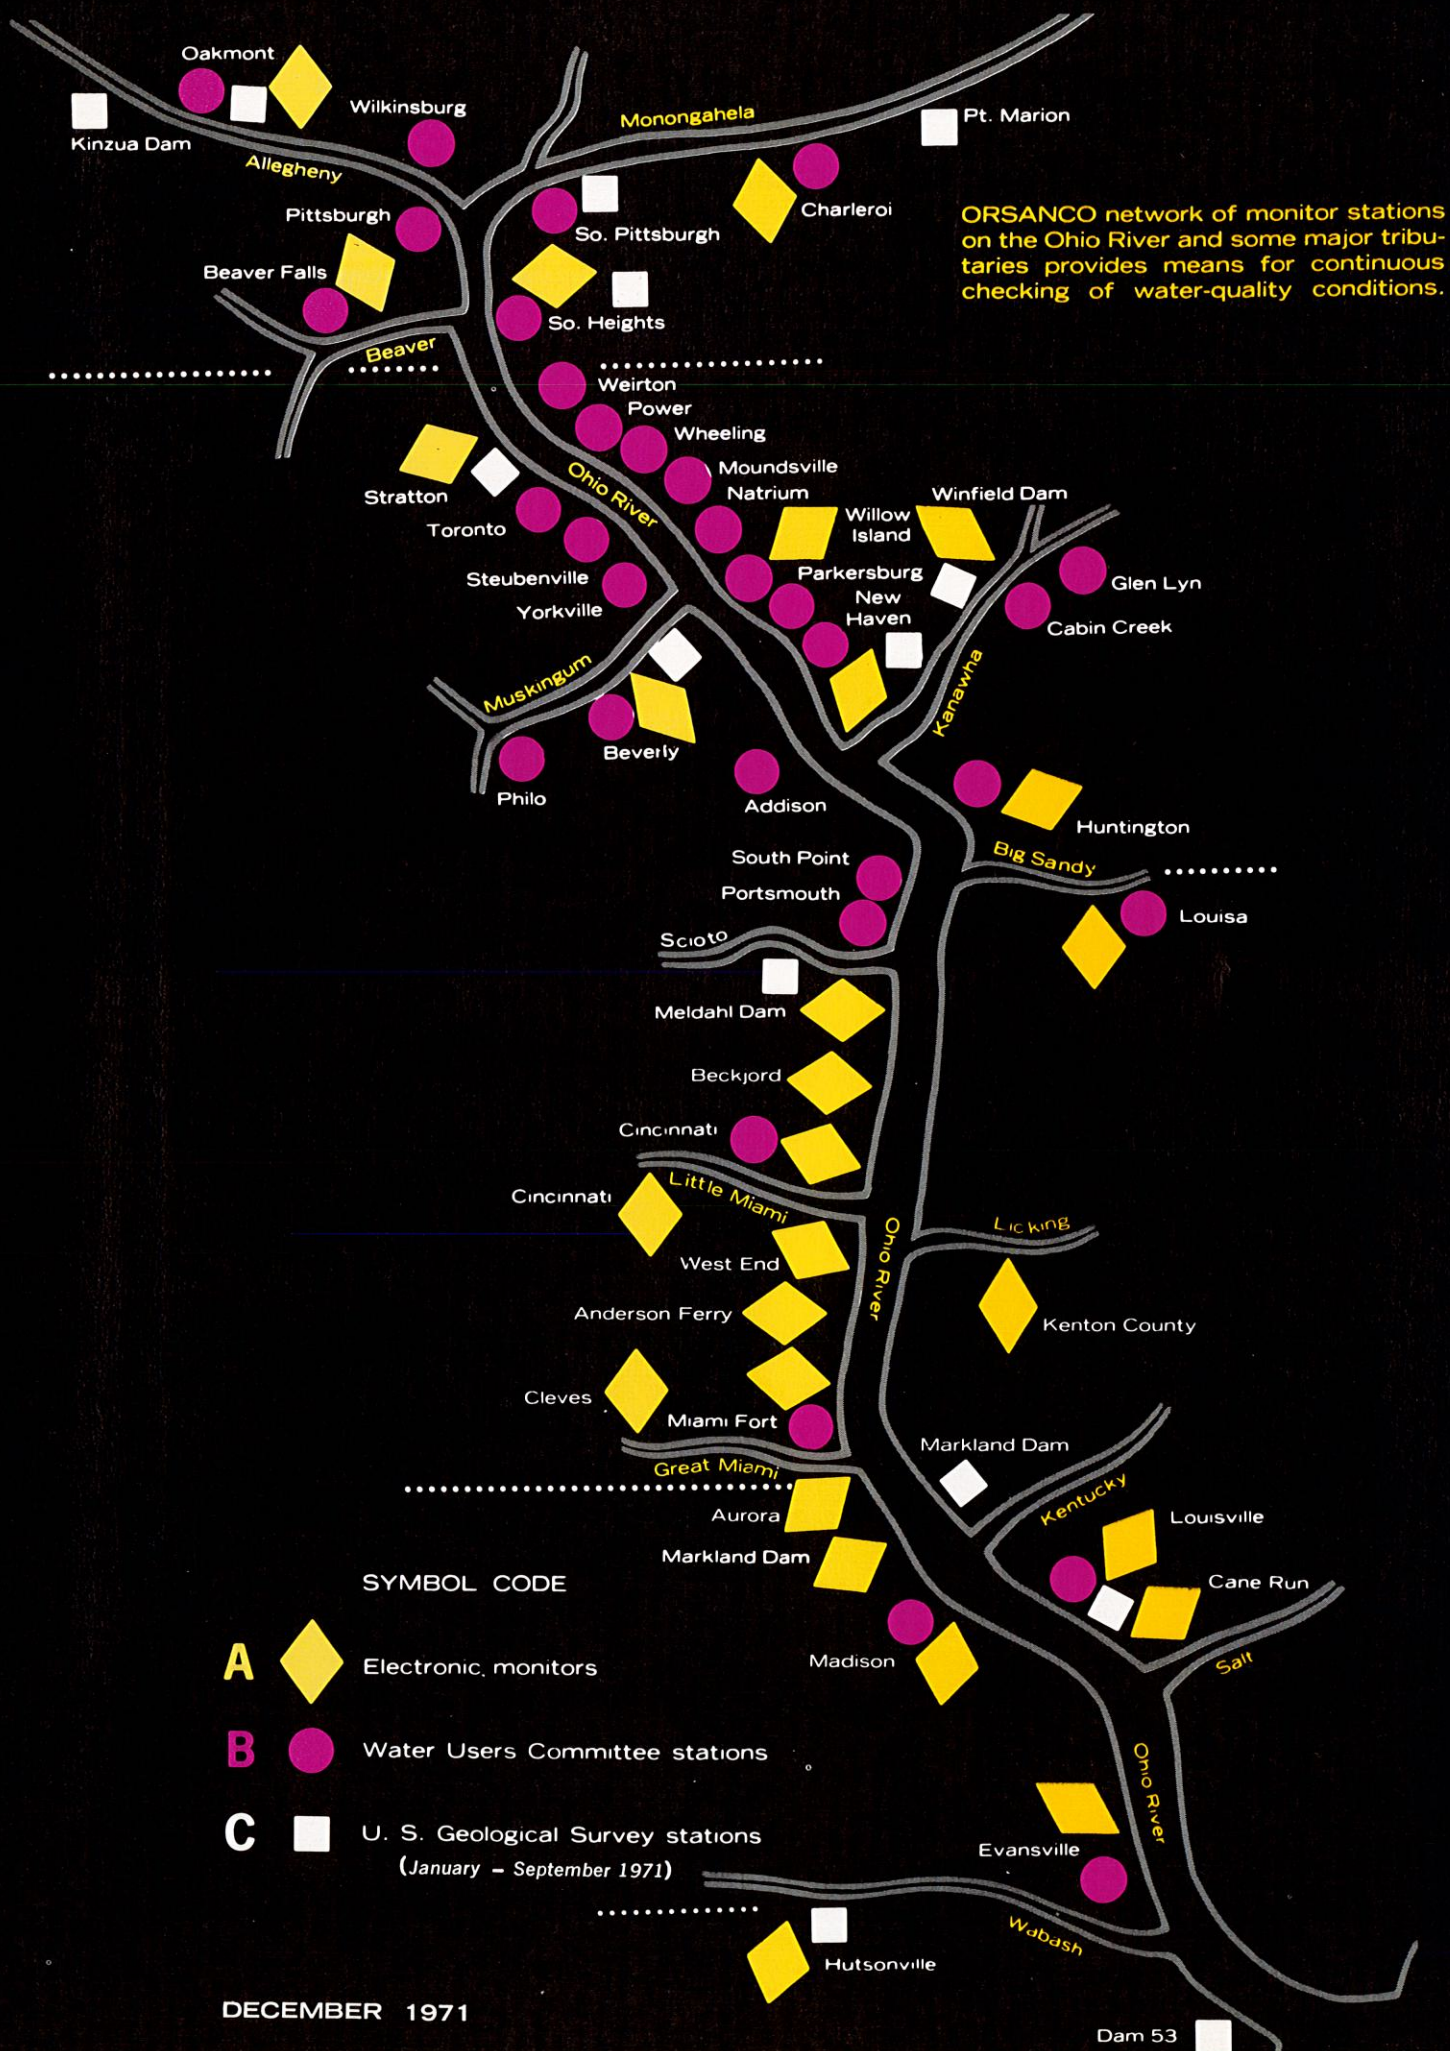 Oakmont
Wilkinsburg
Kinzua Dam
Allegheny
Monongahela
Pt. Marion
Charleroi
Pittsburgh
So. Pittsburgh
Beaver Falls
So. Heights
Beaver
ORSANCO network of monitor stations
on the Ohio River and some major tribu-
taries provides means for continuous
checking of water-quality conditions.
Weirton
Power
Wheeling
Moundsville
Natrium
Ohio River
Stratton
Toronto
Steubenville
Yorkville
Willow
Island
Winfield Dam
Parkersburg
New
Haven
Glen Lyn
Cabin Creek
Kanawha
Muskingum
Beverly
Philo
Addison
Huntington
Big Sandy
South Point
Portsmouth
Louisa
Scioto
Meldahl Dam
Beckjord
Cincinnati
Little Miami
Cincinnati
West End
Ohio River
Licking
Kenton County
Anderson Ferry
Cleves
Miami Fort
Great Miami
Markland Dam
Kentucky
Aurora
Markland Dam
Louisville
Cane Run
Salt
Madison
SYMBOL CODE
A Electronic monitors
B Water Users Committee stations
C U. S. Geological Survey stations
(January – September 1971)
Ohio River
Evansville
Wabash
Hutsonville
DECEMBER 1971
Dam 53